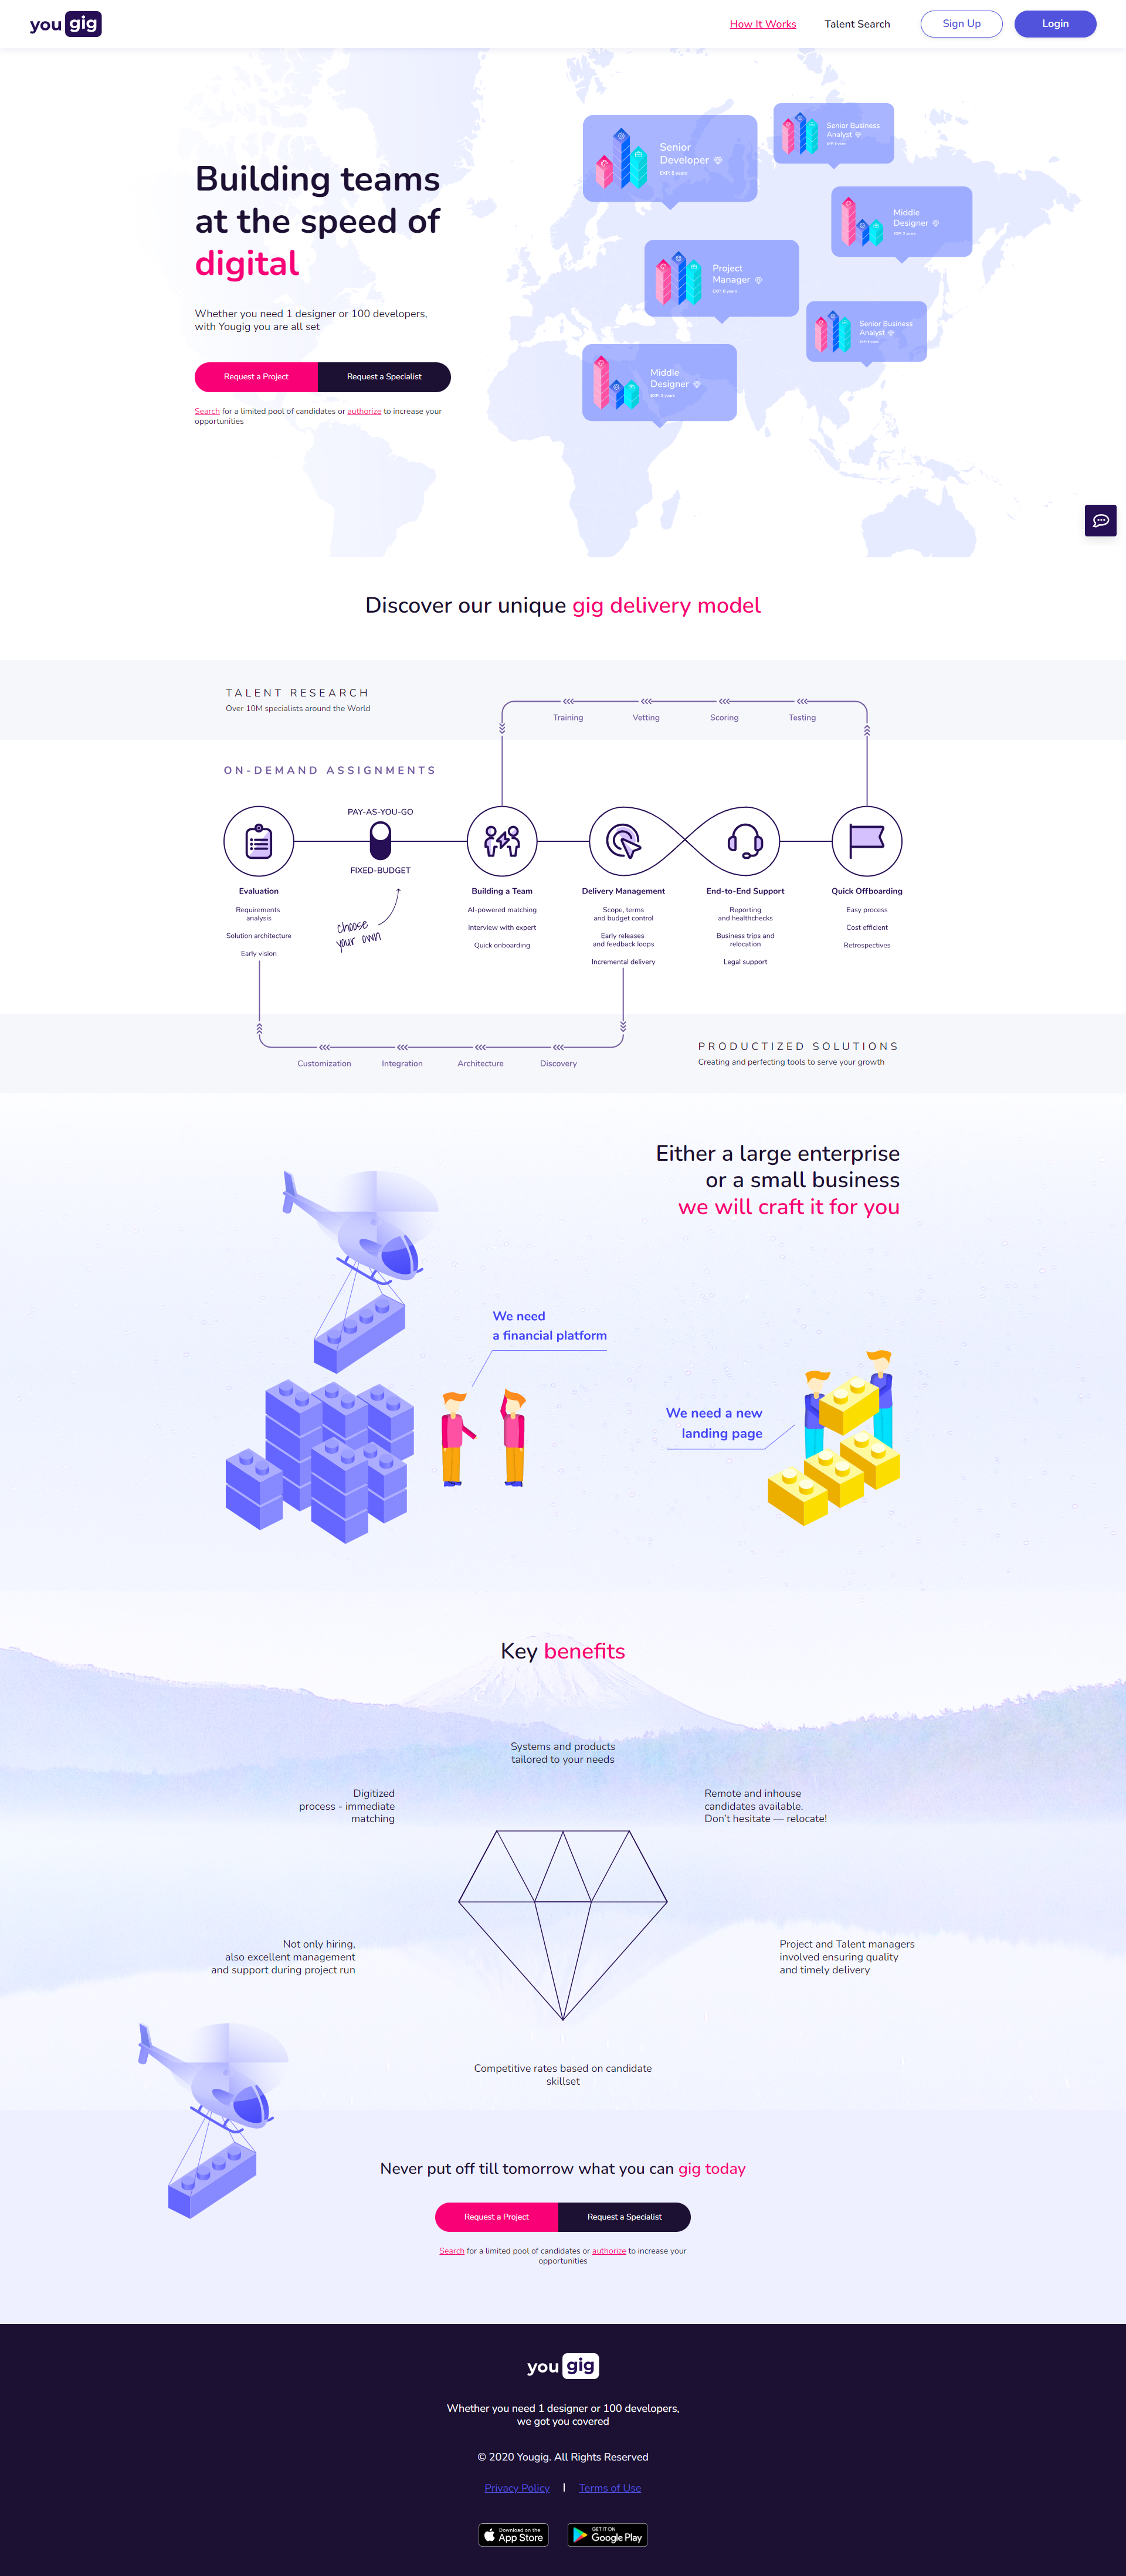 you gig
How It Works
Talent Search
Sign Up
Login
Building teams
at the speed of
digital
Whether you need 1 designer or 100 developers,
with Yougig you are all set
Request a Project
Request a Specialist
Search for a limited pool of candidates or authorize to increase your
opportunities
Senior
Developer
ERP: 5 years
Senior Business
Analyst
Middle
Designer
ERP: 2 years
Project
Manager
ERP: 8 years
Senior Business
Analyst
Middle
Designer
ERP: 2 years
Discover our unique gig delivery model
TALENT RESEARCH
Over 10M specialists around the World
Training
Vetting
Scoring
Testing
ON-DEMAND ASSIGNMENTS
PAY-AS-YOU-GO
FIXED-BUDGET
choose
your own
Evaluation
Requirements
analysis
Solution architecture
Early vision
Building a Team
AI-powered matching
Interview with expert
Quick onboarding
Delivery Management
Scope, terms
and budget control
Early releases
and feedback loops
Incremental delivery
End-to-End Support
Reporting
and healthchecks
Business trips and
relocation
Legal support
Quick Offboarding
Easy process
Cost efficient
Retrospectives
Customization
Integration
Architecture
Discovery
PRODUCTIZED SOLUTIONS
Creating and perfecting tools to serve your growth
Either a large enterprise
or a small business
we will craft it for you
We need
a financial platform
We need a new
landing page
Key benefits
Systems and products
tailored to your needs
Digitized
process - immediate
matching
Remote and inhouse
candidates available.
Don't hesitate — relocate!
Not only hiring,
also excellent management
and support during project run
Project and Talent managers
involved ensuring quality
and timely delivery
Competitive rates based on candidate
skillset
Never put off till tomorrow what you can gig today
Request a Project
Request a Specialist
Search for a limited pool of candidates or authorize to increase your
opportunities
you gig
Whether you need 1 designer or 100 developers,
we got you covered
© 2020 Yougig. All Rights Reserved
Privacy Policy | Terms of Use
Download on the
App Store
GET IT ON
Google Play